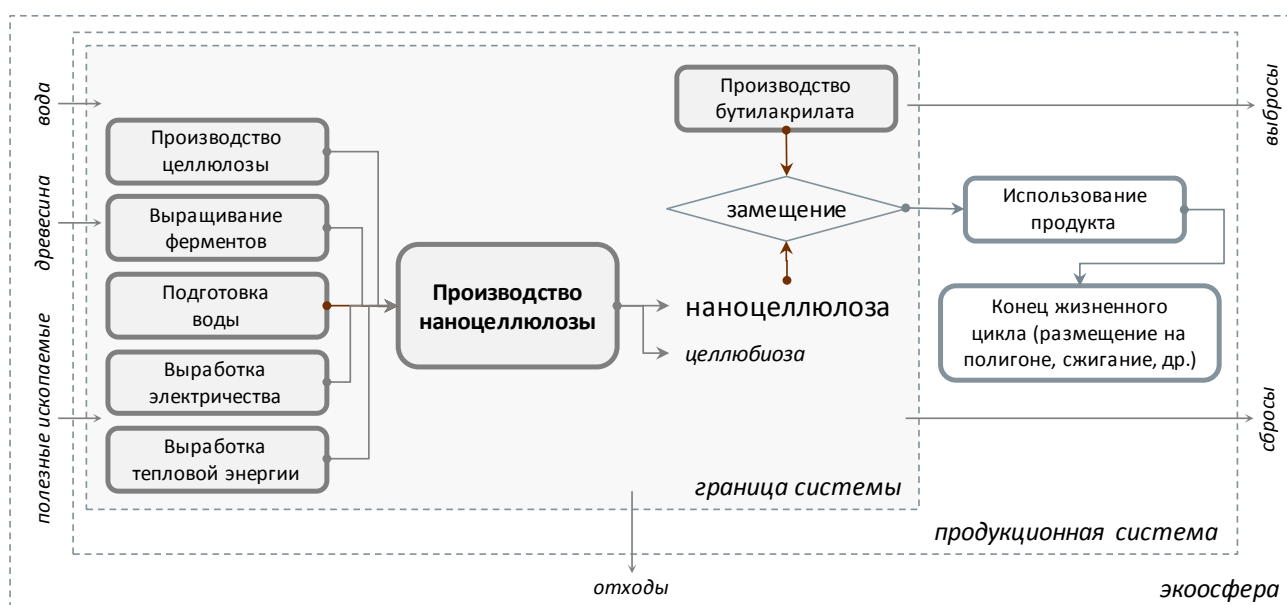 вода
древесина
полезные ископаемые
Производство
целлюлозы
Выращивание
ферментов
Подготовка
воды
Выработка
электричества
Выработка
тепловой энергии
Производство
наноцеллюлозы
Производство
бутилакрилата
замещение
наноцеллюлоза
целлюбиоза
Использование
продукта
Конец жизненного
цикла (размещение на
полигоне, сжигание, др.)
выбросы
сбросы
граница системы
продукционная система
отходы
экоосфера